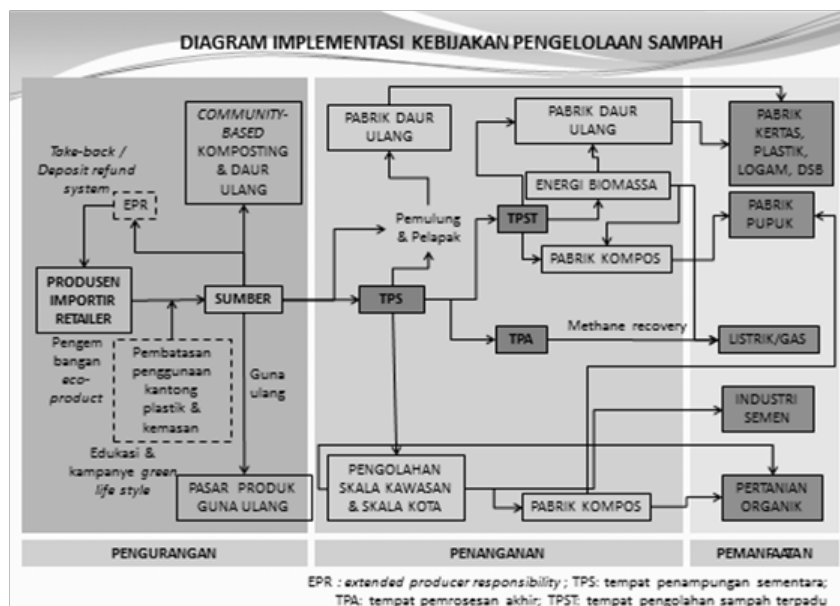 DIAGRAM IMPLEMENTASI KEBIJAKAN PENGELOLAAN SAMPAH
COMMUNITY-
BASED
KOMPOSTING
& DAUR
ULANG
Take-back /
Deposit refund
system
EPR
PRODUSEN
IMPORTIR
RETAILER
SUMBER
Pengem
bangan
eco-
product
Pembatasan
penggunaan
kantong
plastik &
kemasan
Guna
ulang
Edukasi &
kampanye green
life style
PASAR PRODUK
GUNA ULANG
PABRIK DAUR
ULANG
Pemulung
& Pelapak
TPS
PENGOLAHAN
SKALA KAWASAN
& SKALA KOTA
PABRIK DAUR
ULANG
ENERGI BIOMASSA
TPST
PABRIK KOMPOS
TPA
Methane recovery
PABRIK KOMPOS
PABRIK
KERTAS,
PLASTIK,
LOGAM, DSB
PABRIK
PUPUK
LISTRIK/GAS
INDUSTRI
SEMEN
PERTANIAN
ORGANIK
PENGURANGAN
PENANGANAN
PEMANFAATAN
EPR : extended producer responsibility ; TPS: tempat penampungan sementara;
TPA: tempat pemrosesan akhir; TPST: tempat pengolahan sampah terpadu